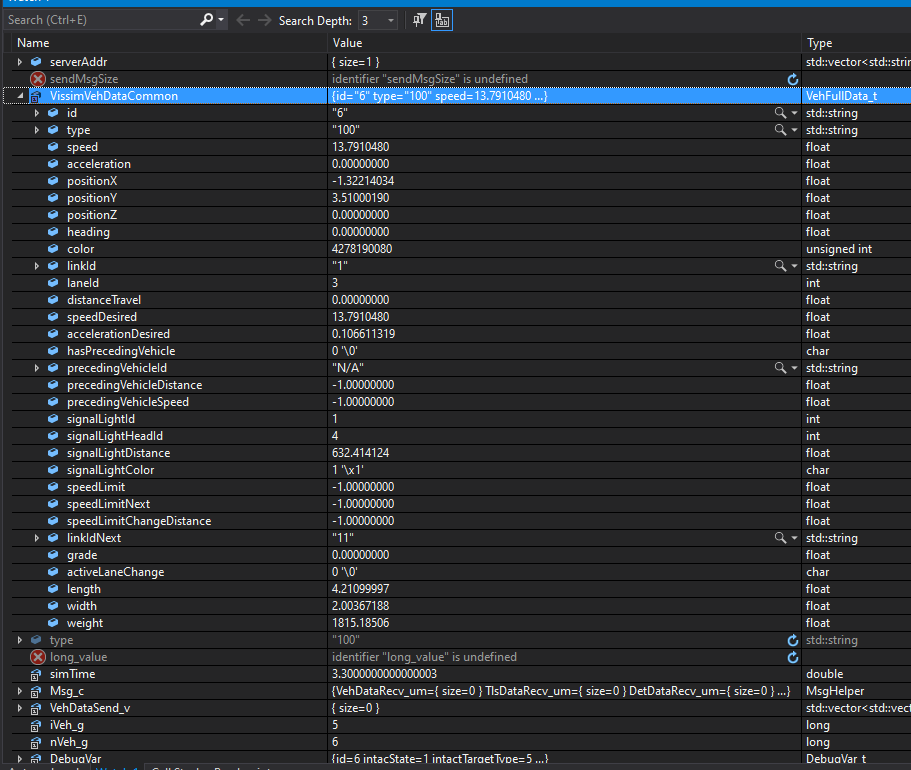 Search (Ctrl+E) Search Depth: 3
Name Value Type
serverAddr { size=1 } std::vector<std::strin
sendMsgSize identifier "sendMsgSize" is undefined
VissimVehDataCommon {id="6" type="100" speed=13.7910480 ...} VehFullData_t
id "6" std::string
type "100" std::string
speed 13.7910480 float
acceleration 0.00000000 float
positionX -1.32214034 float
positionY 3.51000190 float
positionZ 0.00000000 float
heading 0.00000000 float
color 4278190080 unsigned int
linkId "1" std::string
laneId 3 int
distanceTravel 0.00000000 float
speedDesired 13.7910480 float
accelerationDesired 0.106611319 float
hasPrecedingVehicle 0 '\0' char
precedingVehicleId "N/A" std::string
precedingVehicleDistance -1.00000000 float
precedingVehicleSpeed -1.00000000 float
signalLightId 1 int
signalLightHeadId 4 int
signalLightDistance 632.414124 float
signalLightColor 1 '\x1' char
speedLimit -1.00000000 float
speedLimitNext -1.00000000 float
speedLimitChangeDistance -1.00000000 float
linkIdNext "11" std::string
grade 0.00000000 float
activeLaneChange 0 '\0' char
length 4.21099997 float
width 2.00367188 float
weight 1815.18506 float
type "100" std::string
long_value identifier "long_value" is undefined
simTime 3.3000000000000003 double
Msg_c {VehDataRecv_um={ size=0 } TlsDataRecv_um={ size=0 } DetDataRecv_um={ size=0 } ...} MsgHelper
VehDataSend_v { size=0 } std::vector<std::vect
iVeh_g 5 long
nVeh_g 6 long
DebugVar {id=6 intacState=1 intactTargetType=5 ...} DebugVar_t